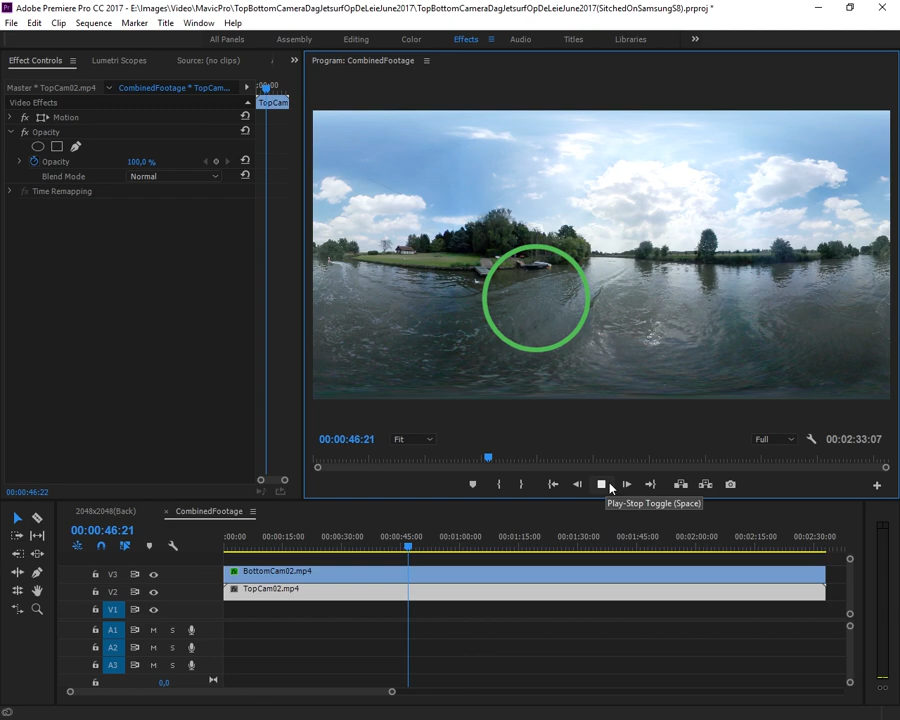 Adobe Premiere Pro CC 2017 - E:\Images\Video\MavicPro\TopBottomCameraDagJetsurfOpDeLeieJune2017\TopBottomCameraDagJetsurfOpDeLeieJune2017(SitchedOnSamsungS8).prproj *
File Edit Clip Sequence Marker Title Window Help
All Panels Assembly Editing Color Effects Audio Titles Libraries
Effect Controls Lumetri Scopes Source: (no clips) Program: CombinedFootage
Master * TopCam02.mp4 CombinedFootage * TopCam... :00:00
Video Effects TopCam
fx Motion
fx Opacity
Opacity 100,0 %
Blend Mode Normal
fx Time Remapping
00:00:46:21 Fit Full 00:02:33:07
00:00:46:22
Play-Stop Toggle (Space)
2048x2048(Back) × CombinedFootage
00:00:46:21
:00:00 00:00:15:00 00:00:30:00 00:00:45:00 00:01:00:00 00:01:15:00 00:01:30:00 00:01:45:00 00:02:00:00 00:02:15:00 00:02:30:00
V3 fx BottomCam02.mp4
V2 fx TopCam02.mp4
V1
A1 M S
A2 M S
A3 M S
0,0